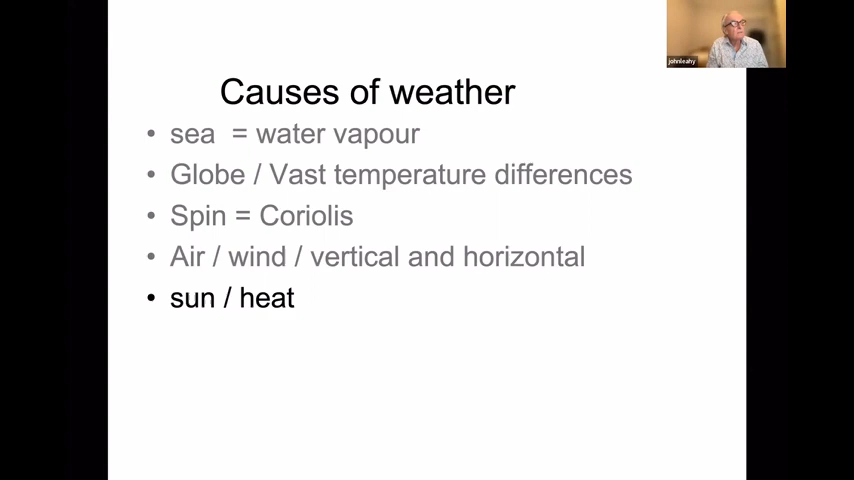 johnleahy
Causes of weather
• sea = water vapour
• Globe / Vast temperature differences
• Spin = Coriolis
• Air / wind / vertical and horizontal
• sun / heat